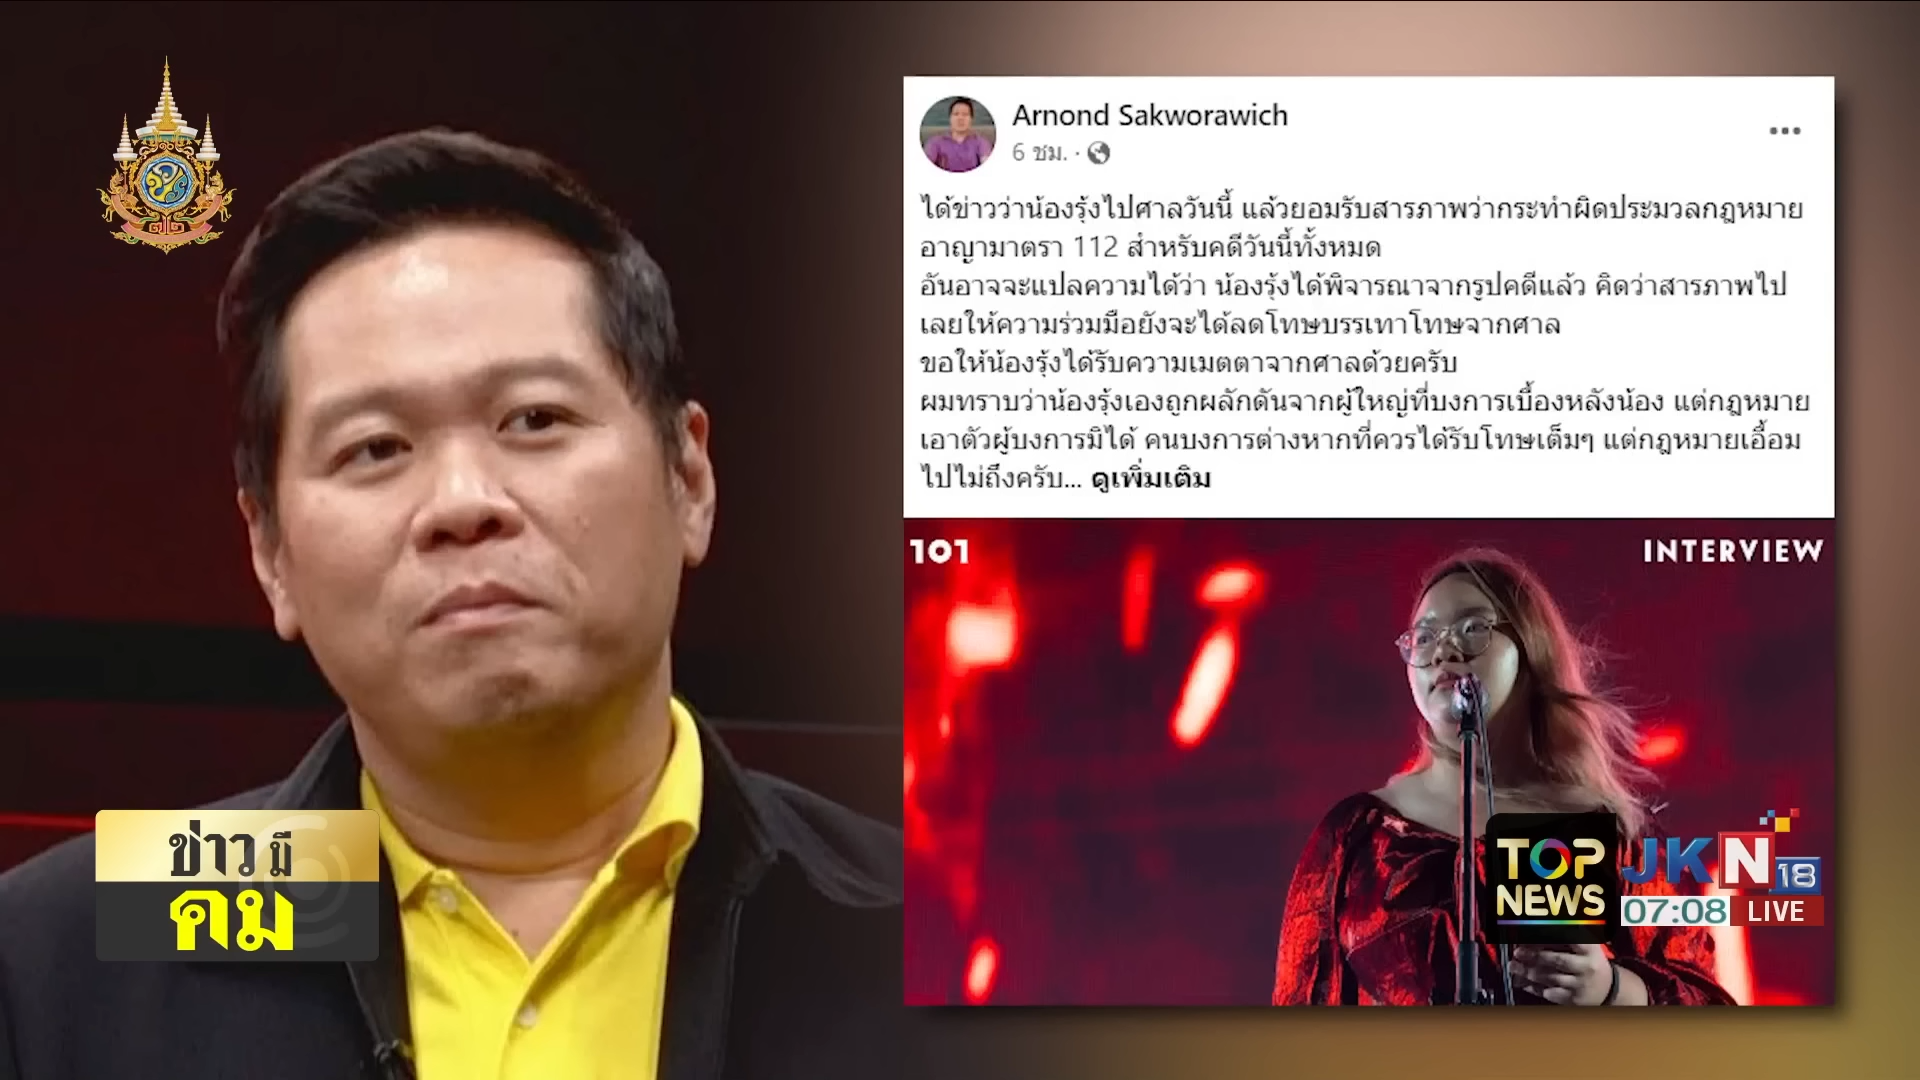 Arnond Sakworawich
6 ชม. ·
ได้ข่าวว่าน้องรุ้งไปศาลวันนี้ แล้วยอมรับสารภาพว่ากระทำผิดประมวลกฎหมาย
อาญามาตรา 112 สำหรับคดีวันนี้ทั้งหมด
อันอาจจะแปลความได้ว่า น้องรุ้งได้พิจารณาจากรูปคดีแล้ว คิดว่าสารภาพไป
เลยให้ความร่วมมือยังจะได้ลดโทษบรรเทาโทษจากศาล
ขอให้น้องรุ้งได้รับความเมตตาจากศาลด้วยครับ
ผมทราบว่าน้องรุ้งเองถูกผลักดันจากผู้ใหญ่ที่บงการเบื้องหลังน้อง แต่กฎหมาย
เอาตัวผู้บงการมิได้ คนบงการต่างหากที่ควรได้รับโทษเต็มๆ แต่กฎหมายเอื้อม
ไปไม่ถึงครับ... ดูเพิ่มเติม
101
INTERVIEW
ข่าวมี
คม
TOP
NEWS
JKN
18
07:08 LIVE
๗๒